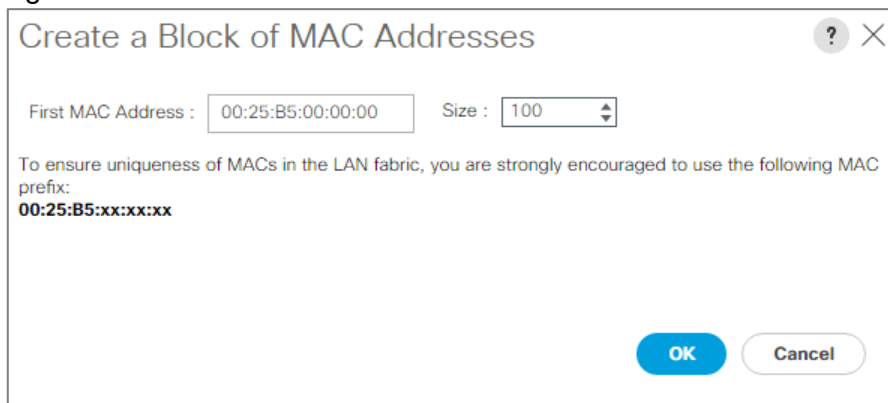 Create a Block of MAC Addresses ? ×
First MAC Address : 00:25:B5:00:00:00 Size : 100
To ensure uniqueness of MACs in the LAN fabric, you are strongly encouraged to use the following MAC
prefix:
00:25:B5:xx:xx:xx
OK Cancel